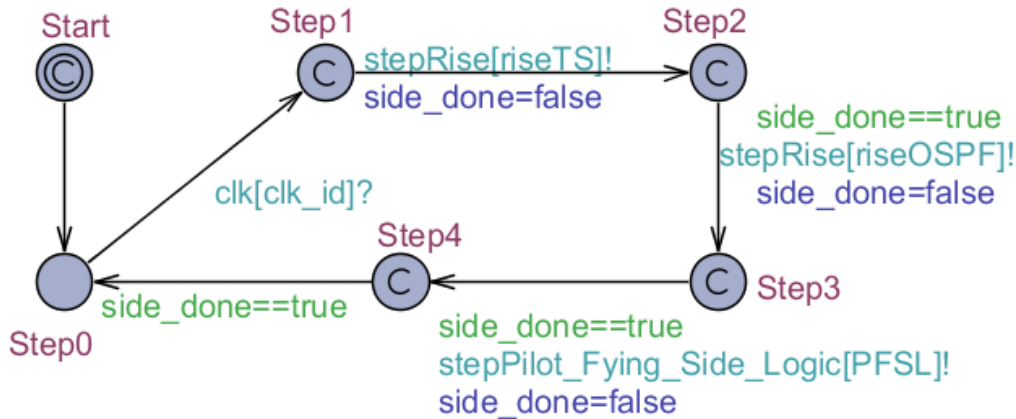 Start
Step1
Step2
C
C
C
stepRise[riseTS]!
side_done=false
side_done==true
stepRise[riseOSPF]!
side_done=false
clk[clk_id]?
Step4
C
C
Step3
side_done==true
Step0
side_done==true
stepPilot_Fying_Side_Logic[PFSL]!
side_done=false